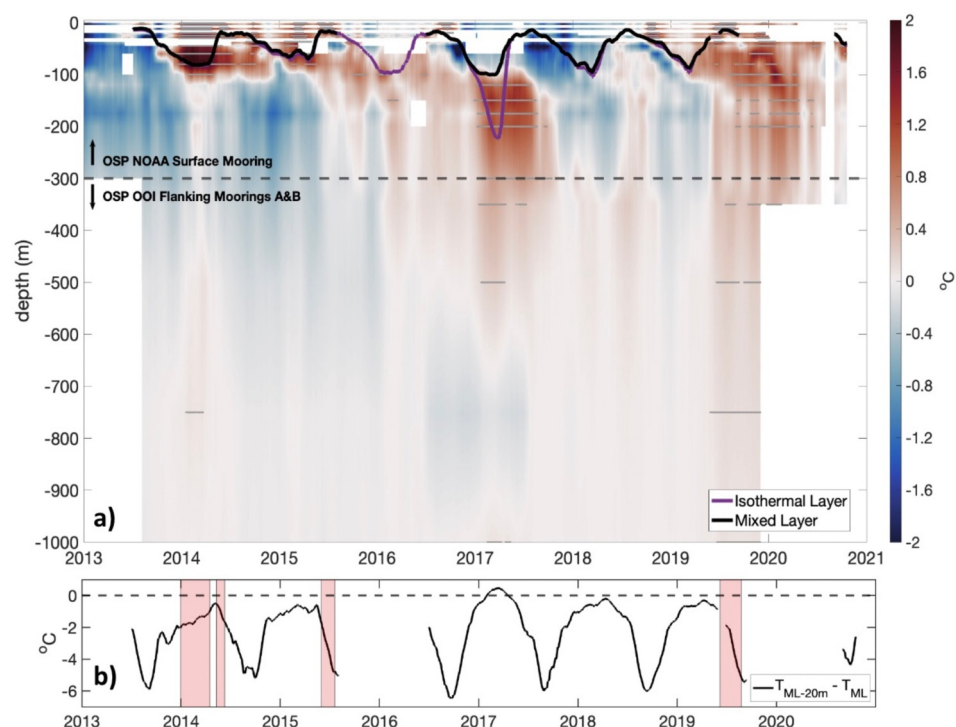 0
-100
-200
-300
-400
-500
-600
-700
-800
-900
-1000
depth (m)
OSP NOAA Surface Mooring
OSP OOI Flanking Moorings A&B
a)
Isothermal Layer
Mixed Layer
2013 2014 2015 2016 2017 2018 2019 2020 2021
2
1.6
1.2
0.8
0.4
0
-0.4
-0.8
-1.2
-1.6
-2
°C
0
-2
-4
-6
°C
b)
T ML-20m - T ML
2013 2014 2015 2016 2017 2018 2019 2020